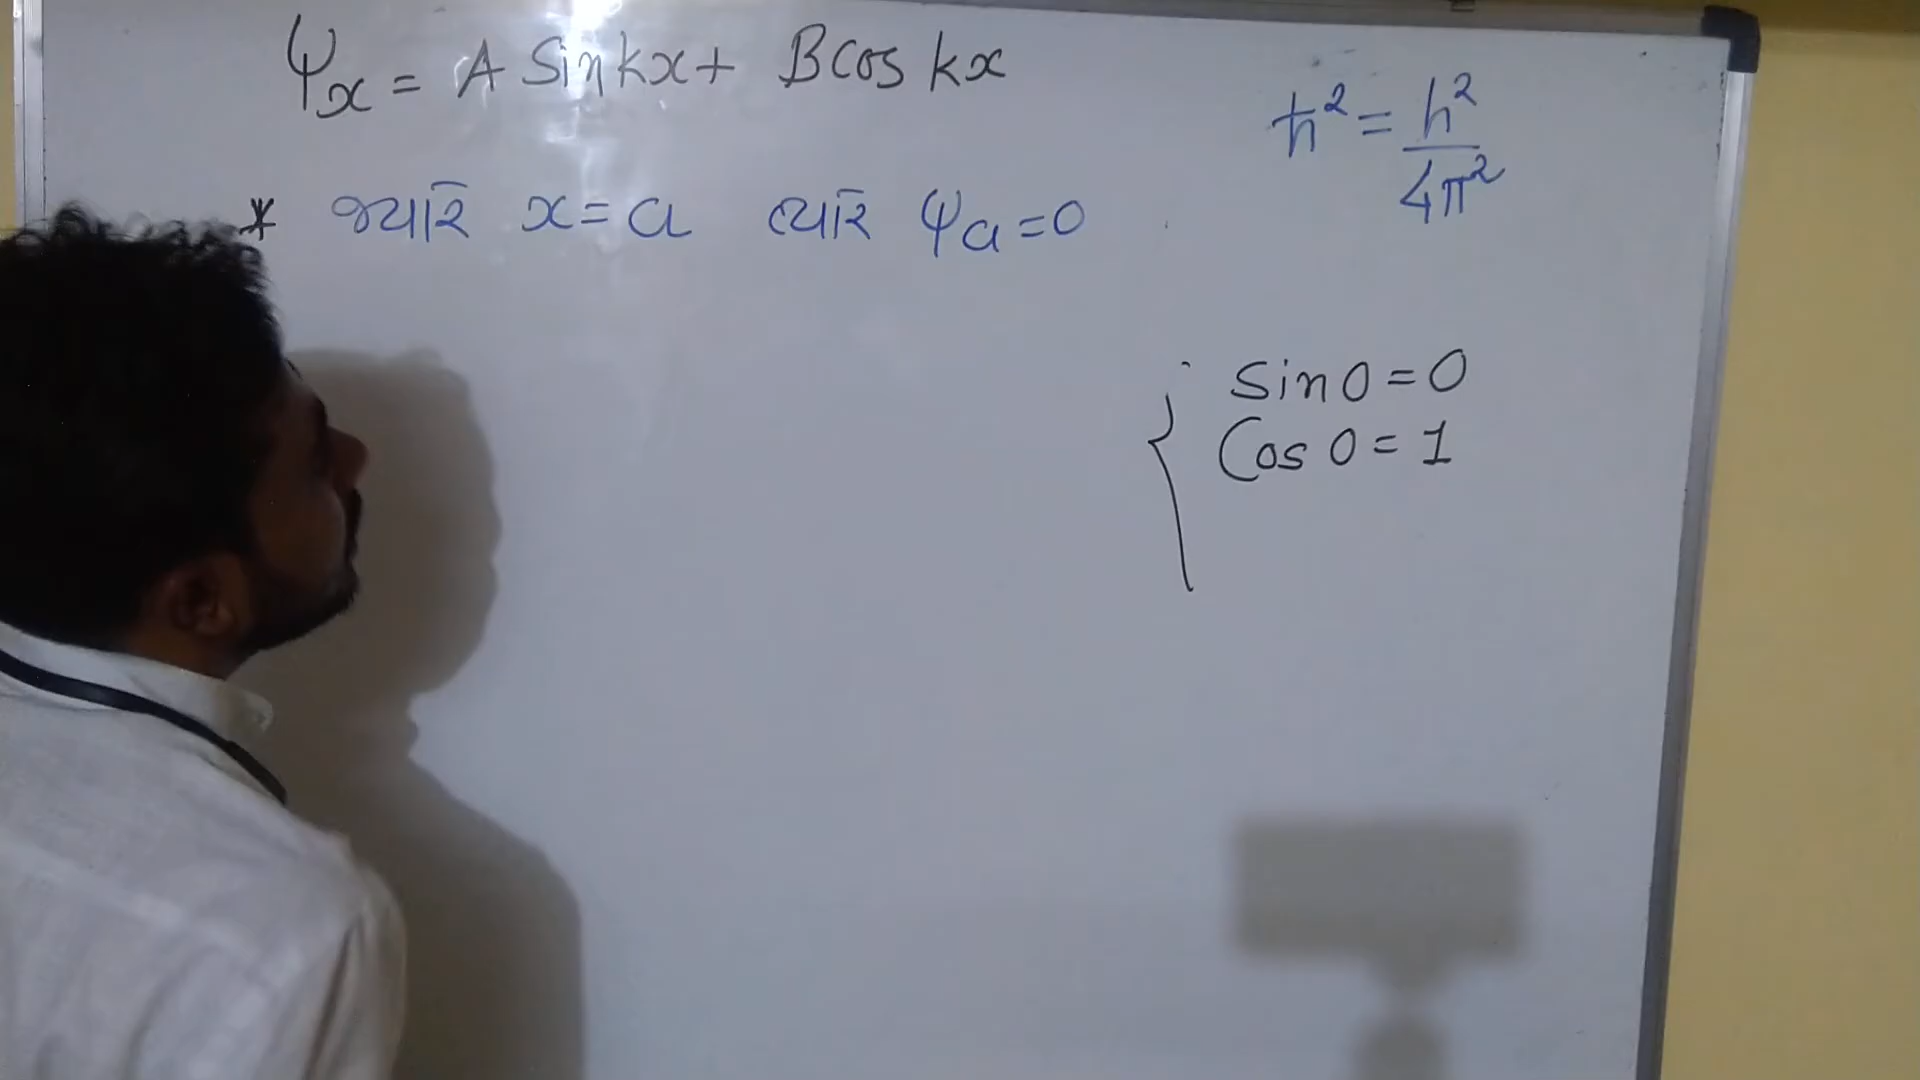 ψx = A Sin kx + B cos kx
ħ² = h²/4π²
* જ્યારે x = a ત્યારે ψa = 0
Sin 0 = 0
Cos 0 = 1